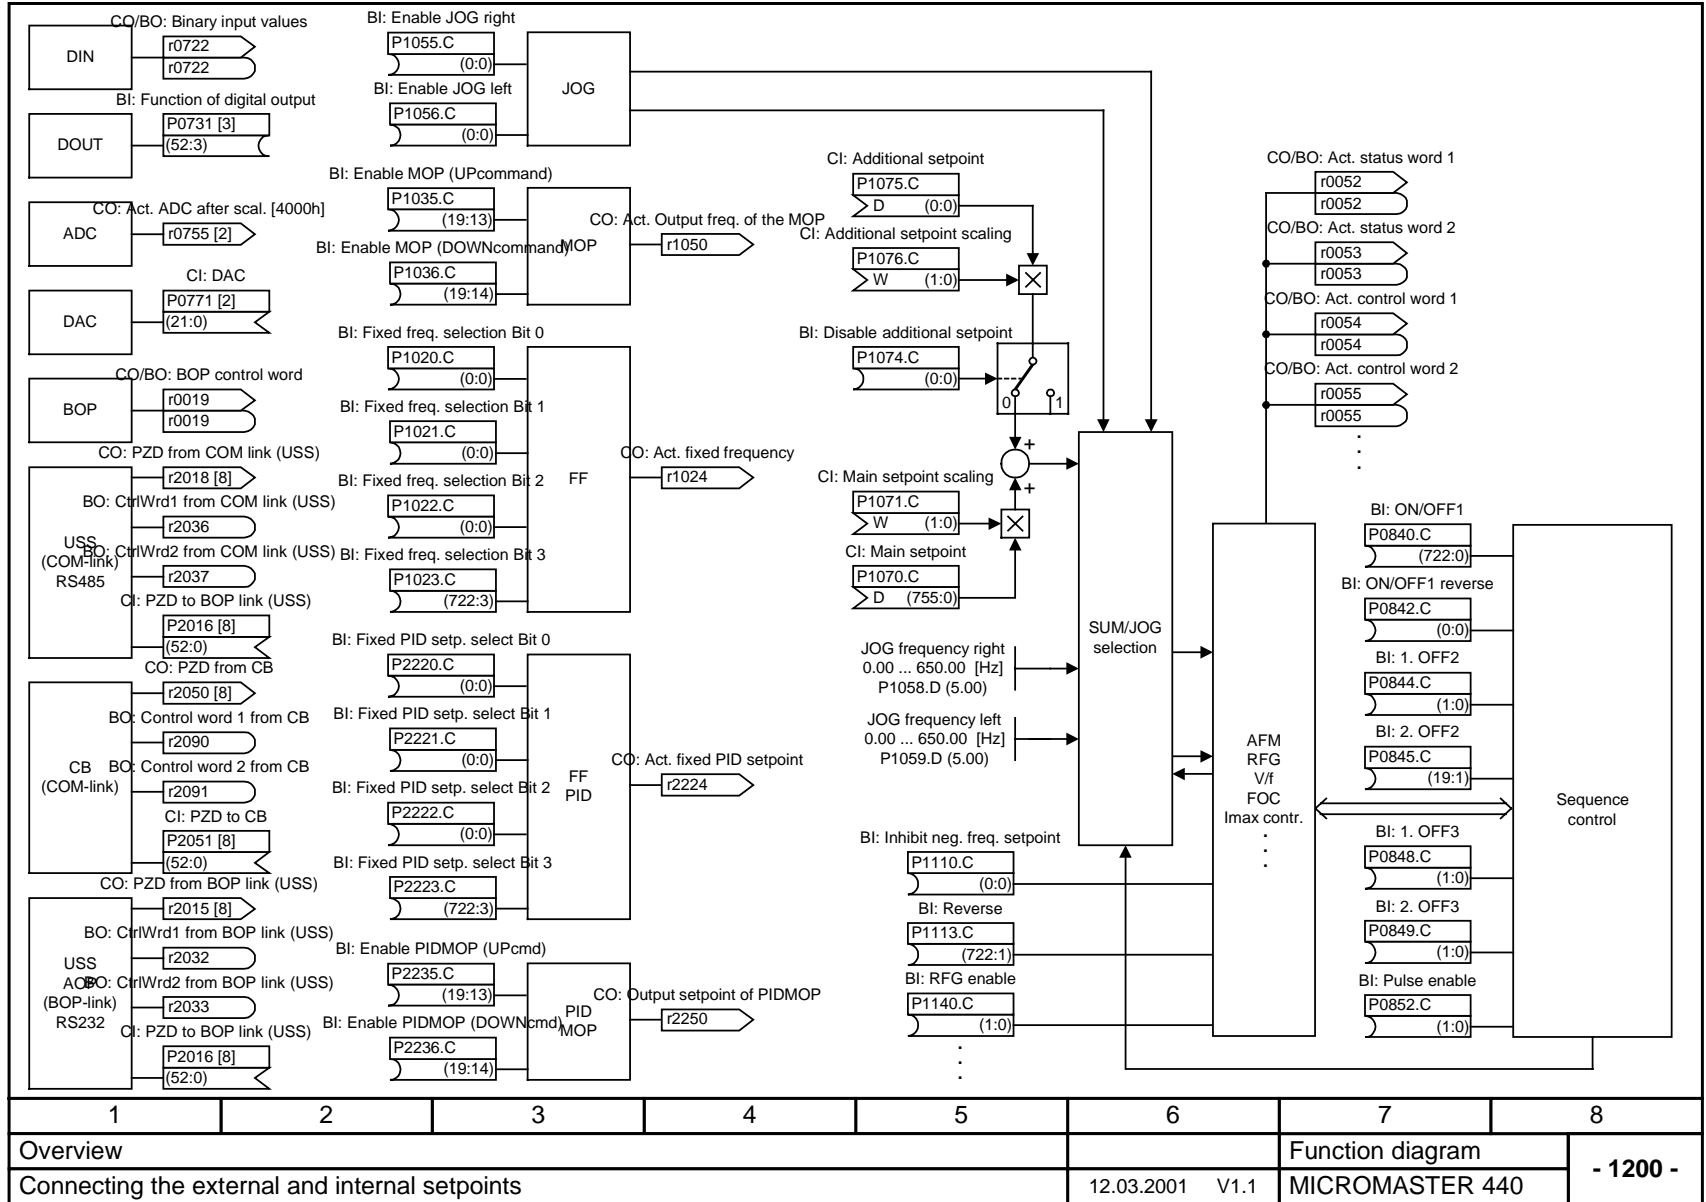 CO/BO: Binary input values
DIN
r0722
r0722
BI: Function of digital output
DOUT
P0731 [3]
(52:3)
CO: Act. ADC after scal. [4000h]
ADC
r0755 [2]
CI: DAC
DAC
P0771 [2]
(21:0)
CO/BO: BOP control word
BOP
r0019
r0019
CO: PZD from COM link (USS)
r2018 [8]
BO: CtrlWrd1 from COM link (USS)
r2036
USS
(COM-link)
RS485
BO: CtrlWrd2 from COM link (USS)
r2037
CI: PZD to BOP link (USS)
P2016 [8]
(52:0)
CO: PZD from CB
r2050 [8]
BO: Control word 1 from CB
r2090
CB
(COM-link)
BO: Control word 2 from CB
r2091
CI: PZD to CB
P2051 [8]
(52:0)
CO: PZD from BOP link (USS)
r2015 [8]
BO: CtrlWrd1 from BOP link (USS)
r2032
USS
AOP
(BOP-link)
RS232
BO: CtrlWrd2 from BOP link (USS)
r2033
CI: PZD to BOP link (USS)
P2016 [8]
(52:0)
BI: Enable JOG right
P1055.C
(0:0)
JOG
BI: Enable JOG left
P1056.C
(0:0)
BI: Enable MOP (UPcommand)
P1035.C
(19:13)
MOP
BI: Enable MOP (DOWNcommand)
P1036.C
(19:14)
CO: Act. Output freq. of the MOP
r1050
BI: Fixed freq. selection Bit 0
P1020.C
(0:0)
BI: Fixed freq. selection Bit 1
P1021.C
(0:0)
FF
BI: Fixed freq. selection Bit 2
P1022.C
(0:0)
BI: Fixed freq. selection Bit 3
P1023.C
(722:3)
CO: Act. fixed frequency
r1024
BI: Fixed PID setp. select Bit 0
P2220.C
(0:0)
BI: Fixed PID setp. select Bit 1
P2221.C
(0:0)
FF
PID
BI: Fixed PID setp. select Bit 2
P2222.C
(0:0)
BI: Fixed PID setp. select Bit 3
P2223.C
(722:3)
CO: Act. fixed PID setpoint
r2224
BI: Enable PIDMOP (UPcmd)
P2235.C
(19:13)
PID
MOP
BI: Enable PIDMOP (DOWNcmd)
P2236.C
(19:14)
CO: Output setpoint of PIDMOP
r2250
CI: Additional setpoint
P1075.C
D (0:0)
CI: Additional setpoint scaling
P1076.C
W (1:0)
BI: Disable additional setpoint
P1074.C
(0:0)
0 1
+
+
CI: Main setpoint scaling
P1071.C
W (1:0)
CI: Main setpoint
P1070.C
D (755:0)
JOG frequency right
0.00 ... 650.00 [Hz]
P1058.D (5.00)
JOG frequency left
0.00 ... 650.00 [Hz]
P1059.D (5.00)
SUM/JOG
selection
BI: Inhibit neg. freq. setpoint
P1110.C
(0:0)
BI: Reverse
P1113.C
(722:1)
BI: RFG enable
P1140.C
(1:0)
.
.
.
AFM
RFG
V/f
FOC
Imax contr.
.
.
.
CO/BO: Act. status word 1
r0052
r0052
CO/BO: Act. status word 2
r0053
r0053
CO/BO: Act. control word 1
r0054
r0054
CO/BO: Act. control word 2
r0055
r0055
.
.
.
BI: ON/OFF1
P0840.C
(722:0)
BI: ON/OFF1 reverse
P0842.C
(0:0)
BI: 1. OFF2
P0844.C
(1:0)
BI: 2. OFF2
P0845.C
(19:1)
BI: 1. OFF3
P0848.C
(1:0)
BI: 2. OFF3
P0849.C
(1:0)
BI: Pulse enable
P0852.C
(1:0)
Sequence
control
1 2 3 4 5 6 7 8
Overview
Function diagram
- 1200 -
Connecting the external and internal setpoints
12.03.2001 V1.1
MICROMASTER 440